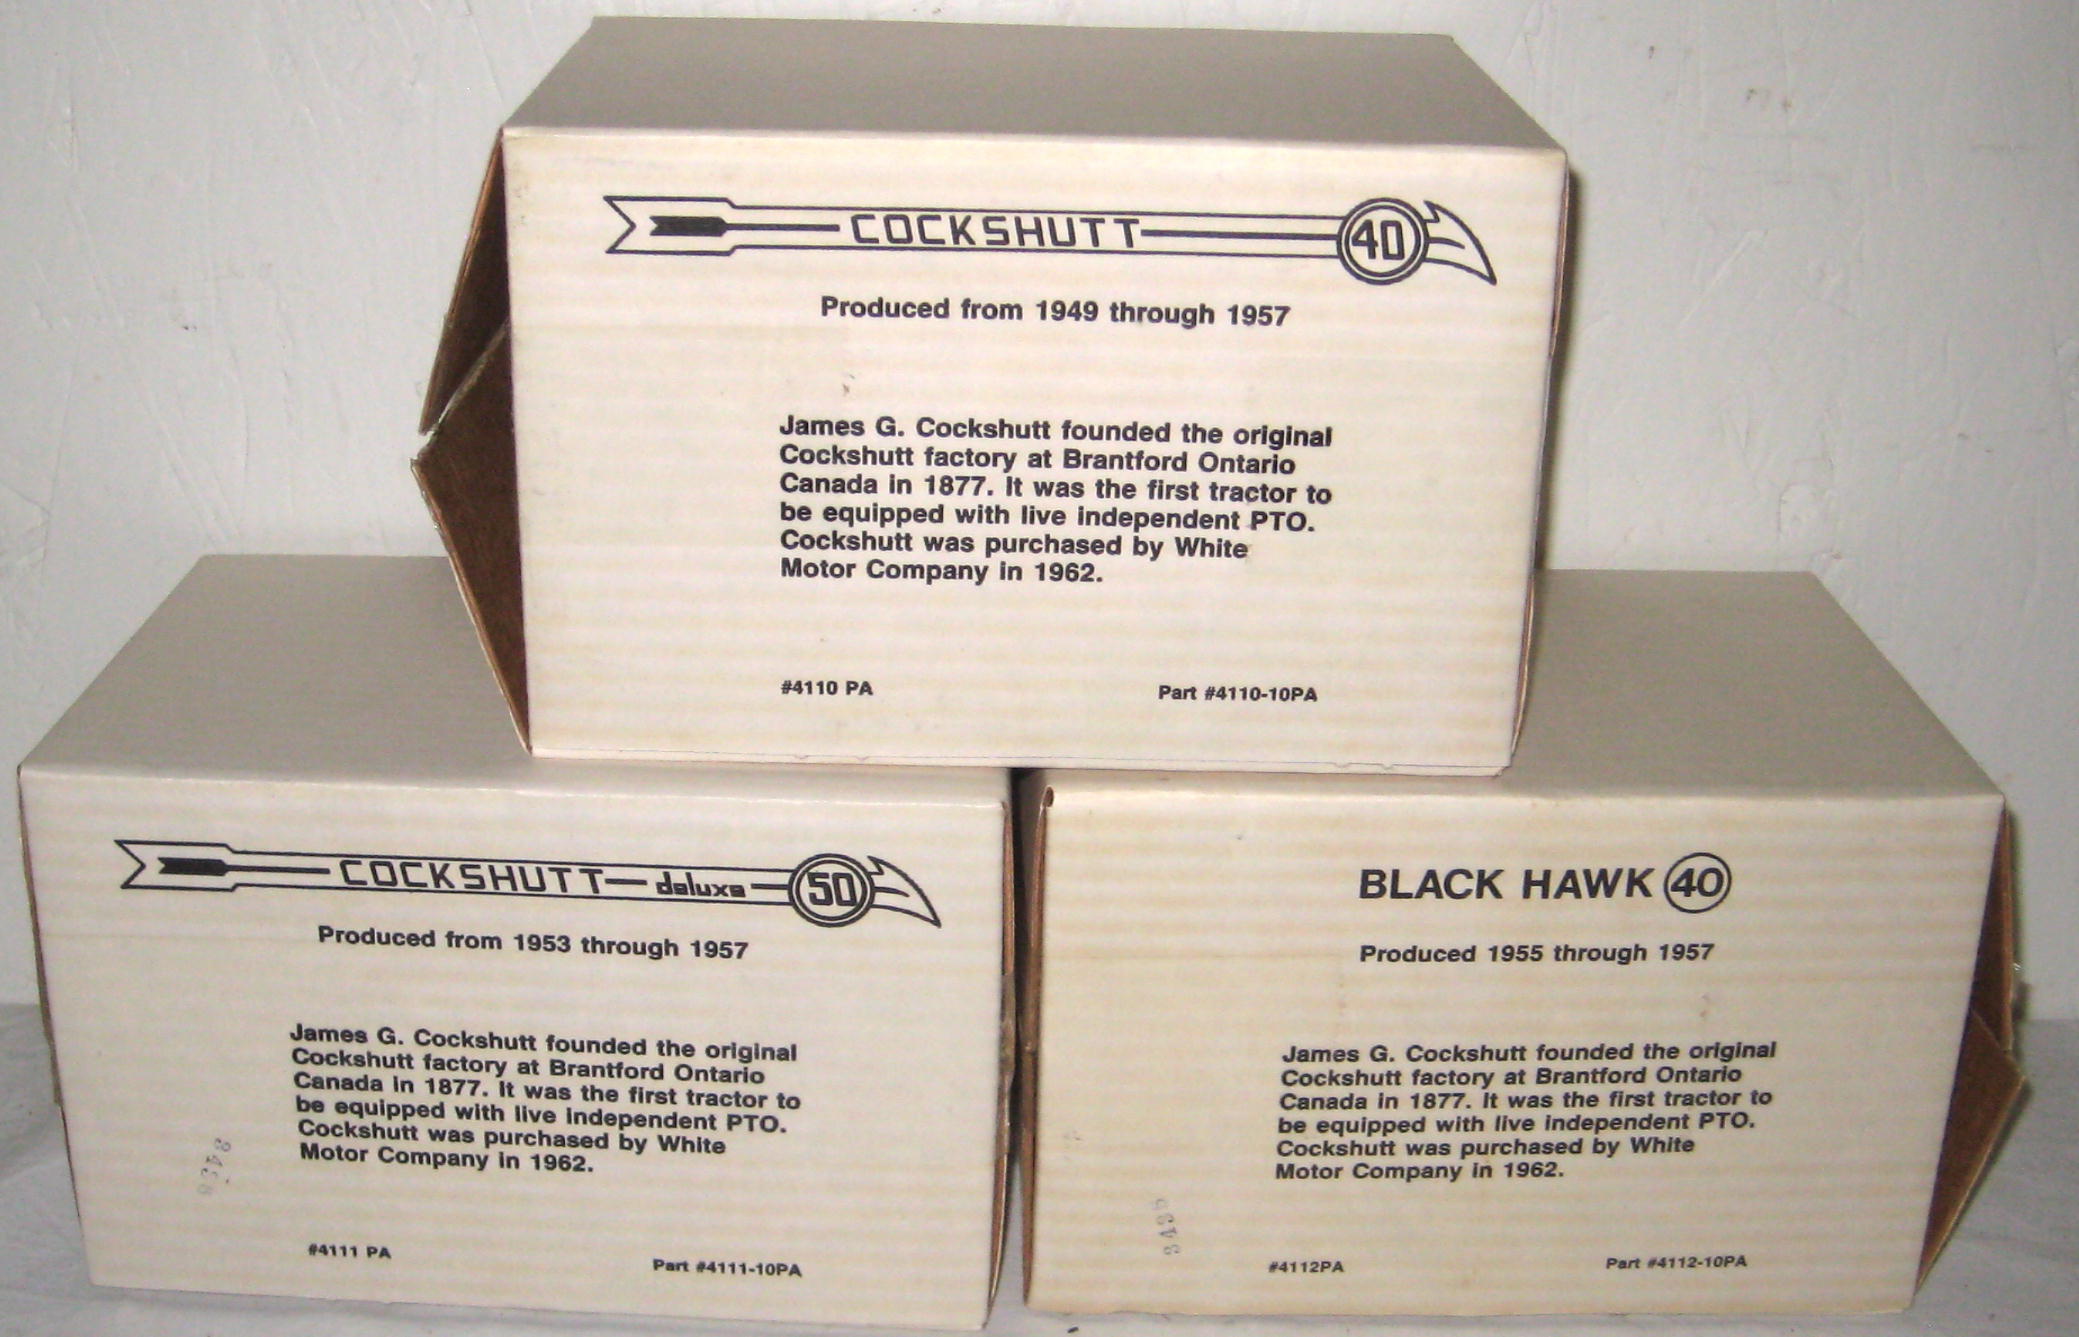 COCKSHUTT 40
Produced from 1949 through 1957
James G. Cockshutt founded the original
Cockshutt factory at Brantford Ontario
Canada in 1877. It was the first tractor to
be equipped with live independent PTO.
Cockshutt was purchased by White
Motor Company in 1962.
#4110 PA Part #4110-10PA
COCKSHUTT deluxe 50
Produced from 1953 through 1957
James G. Cockshutt founded the original
Cockshutt factory at Brantford Ontario
Canada in 1877. It was the first tractor to
be equipped with live independent PTO.
Cockshutt was purchased by White
Motor Company in 1962.
#4111 PA Part #4111-10PA
BLACK HAWK 40
Produced 1955 through 1957
James G. Cockshutt founded the original
Cockshutt factory at Brantford Ontario
Canada in 1877. It was the first tractor to
be equipped with live independent PTO.
Cockshutt was purchased by White
Motor Company in 1962.
#4112PA Part #4112-10PA